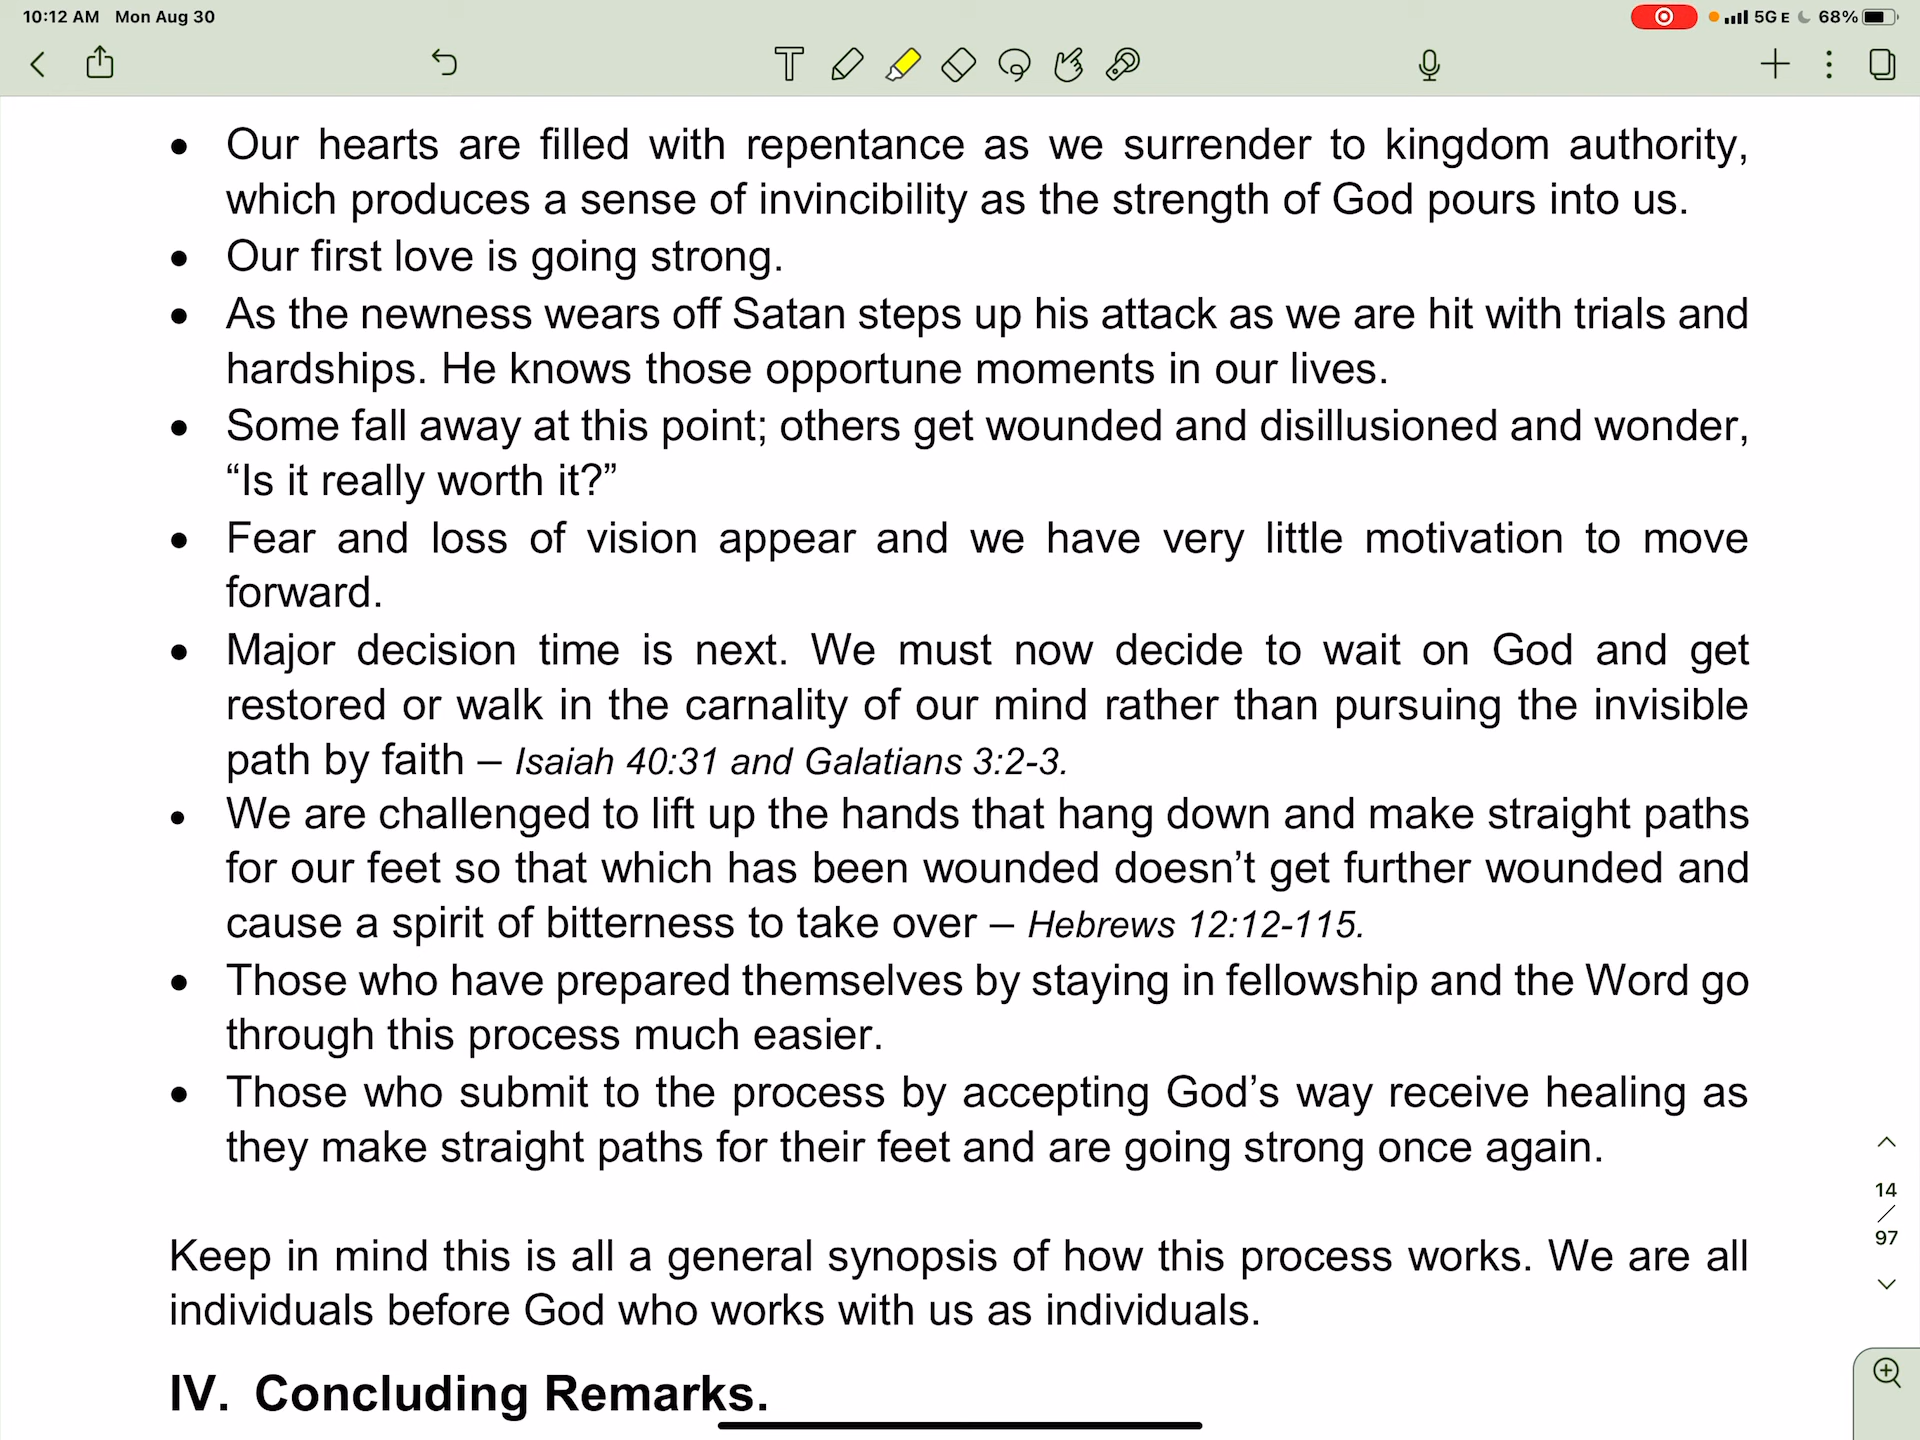 10:12 AM Mon Aug 30
5G E 68%
• Our hearts are filled with repentance as we surrender to kingdom authority,
which produces a sense of invincibility as the strength of God pours into us.
• Our first love is going strong.
• As the newness wears off Satan steps up his attack as we are hit with trials and
hardships. He knows those opportune moments in our lives.
• Some fall away at this point; others get wounded and disillusioned and wonder,
“Is it really worth it?”
• Fear and loss of vision appear and we have very little motivation to move
forward.
• Major decision time is next. We must now decide to wait on God and get
restored or walk in the carnality of our mind rather than pursuing the invisible
path by faith – Isaiah 40:31 and Galatians 3:2-3.
• We are challenged to lift up the hands that hang down and make straight paths
for our feet so that which has been wounded doesn’t get further wounded and
cause a spirit of bitterness to take over – Hebrews 12:12-115.
• Those who have prepared themselves by staying in fellowship and the Word go
through this process much easier.
• Those who submit to the process by accepting God’s way receive healing as
they make straight paths for their feet and are going strong once again.
14
/
97
Keep in mind this is all a general synopsis of how this process works. We are all
individuals before God who works with us as individuals.
IV. Concluding Remarks.